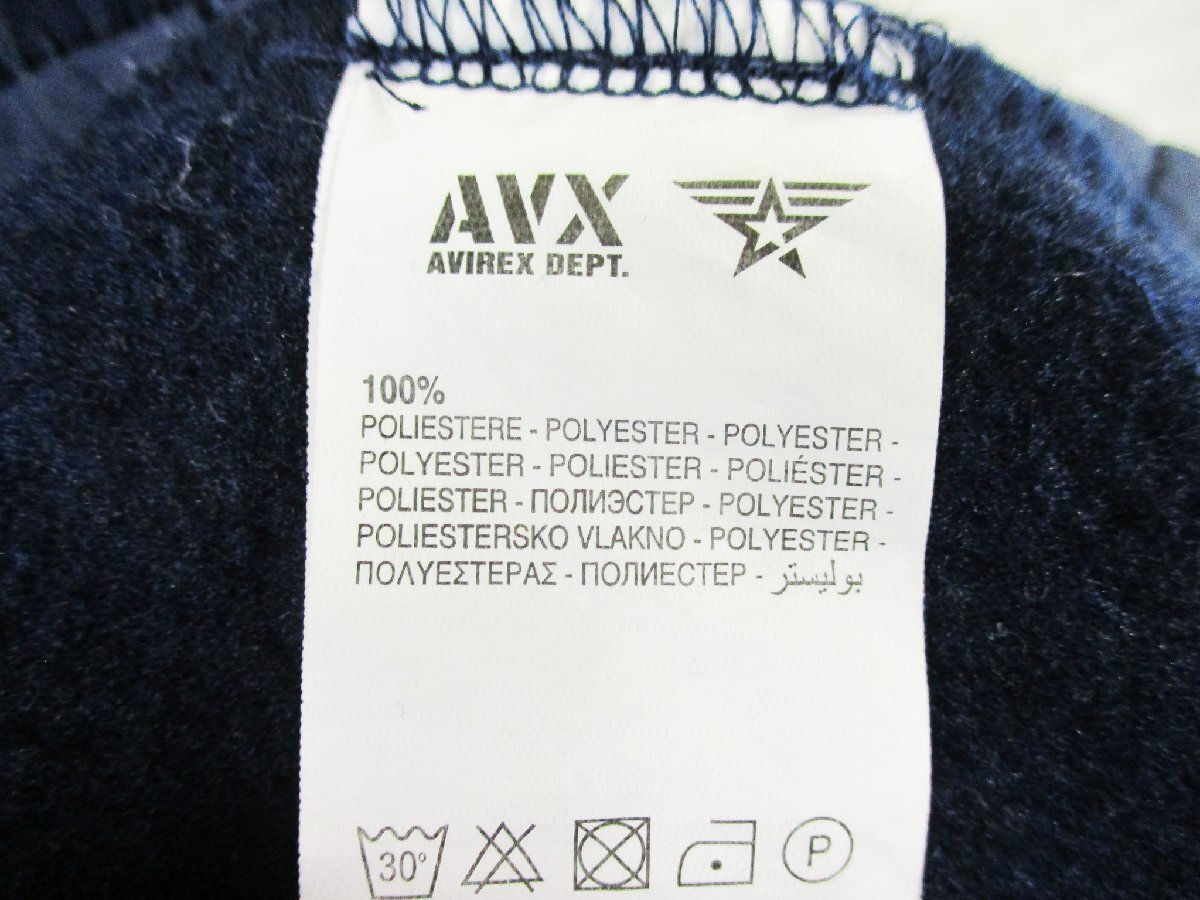 AVX
AVIREX DEPT.
100%
POLIESTERE - POLYESTER - POLYESTER -
POLYESTER - POLIESTER - POLIÉSTER -
POLIESTER - ПОЛИЭСТЕР - POLYESTER -
POLIESTERSKO VLAKNO - POLYESTER -
ΠΟΛΥΕΣΤΕΡΑΣ - ПОЛИЕСТЕР - بوليستر
30° P